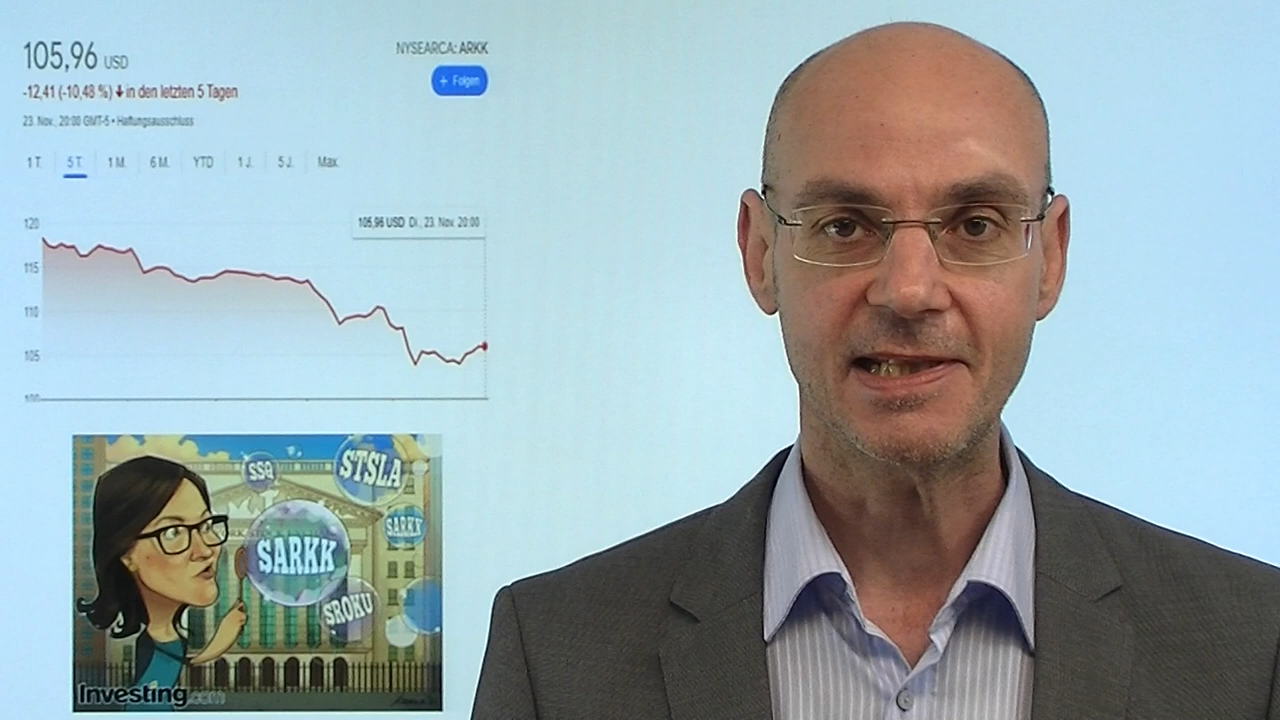 105,96 USD
NYSEARCA: ARKK
+ Folgen
-12,41 (-10,48 %) ↓ in den letzten 5 Tagen
23. Nov., 20:00 GMT-5 • Haftungsausschluss
1 T. 5 T. 1 M. 6 M. YTD 1 J. 5 J. Max.
105,96 USD Di., 23. Nov. 20:00
120
115
110
105
100
$SQ
$TSLA
$ARKK
$ARKK
$ROKU
Investing.com